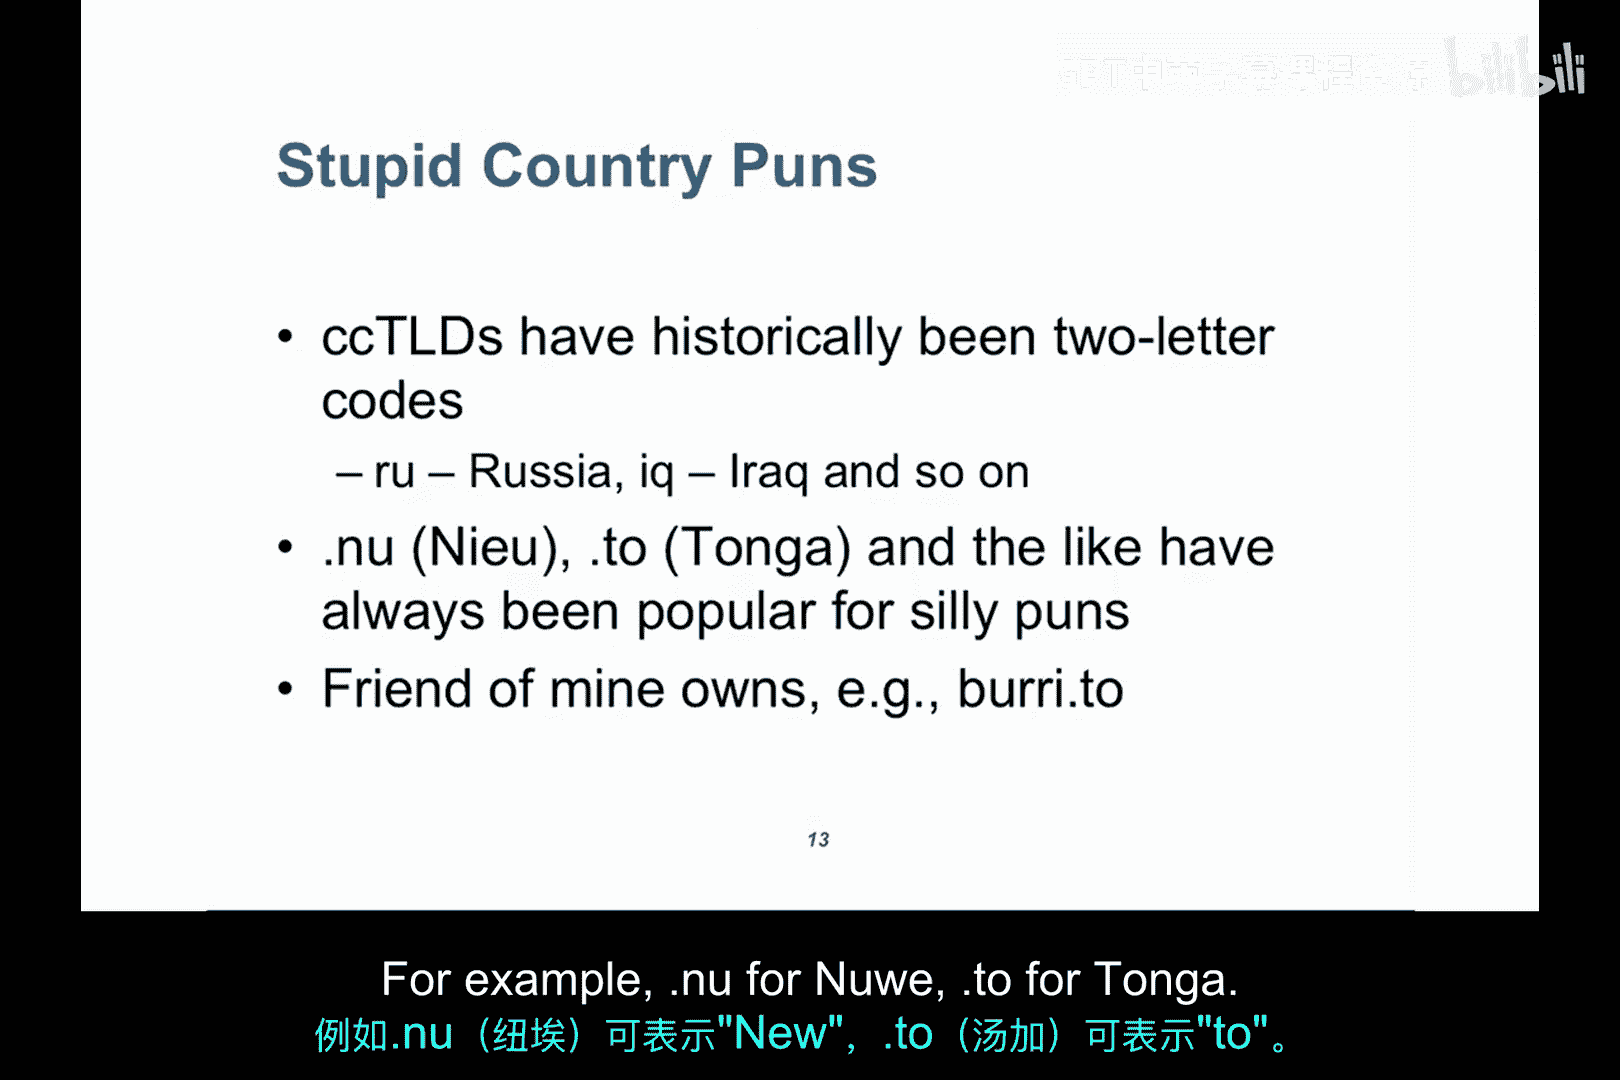 bilibili
Stupid Country Puns
• ccTLDs have historically been two-letter
codes
– ru – Russia, iq – Iraq and so on
• .nu (Nieu), .to (Tonga) and the like have
always been popular for silly puns
• Friend of mine owns, e.g., burri.to
13
For example, .nu for Nuwe, .to for Tonga.
例如.nu（纽埃）可表示"New"，.to（汤加）可表示"to"。